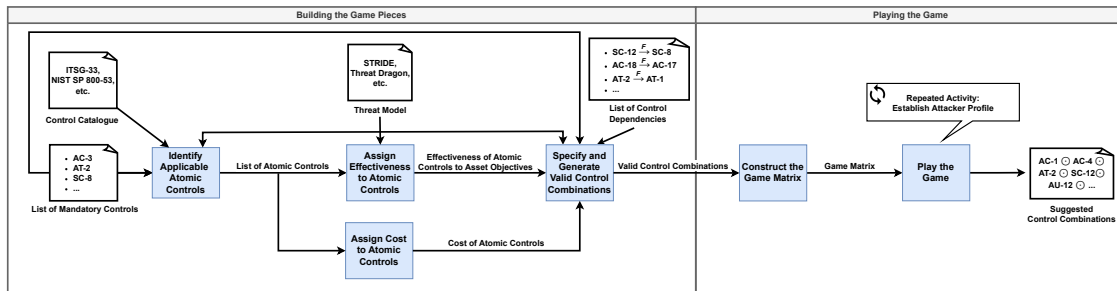 Building the Game Pieces
Playing the Game
ITSG-33,
NIST SP 800-53,
etc.
Control Catalogue
STRIDE,
Threat Dragon,
etc.
Threat Model
• SC-12 F→ SC-8
• AC-18 F→ AC-17
• AT-2 F→ AT-1
• ...
List of Control
Dependencies
Repeated Activity:
Establish Attacker Profile
• AC-3
• AT-2
• SC-8
• ...
List of Mandatory Controls
Identify
Applicable
Atomic
Controls
List of Atomic Controls
Assign
Effectiveness
to Atomic
Controls
Effectiveness of Atomic
Controls to Asset Objectives
Specify and
Generate
Valid Control
Combinations
Valid Control Combinations
Construct the
Game Matrix
Game Matrix
Play the
Game
AC-1 ⊙ AC-4 ⊙
AT-2 ⊙ SC-12 ⊙
AU-12 ⊙ ...
Suggested
Control Combinations
Assign Cost
to Atomic
Controls
Cost of Atomic Controls